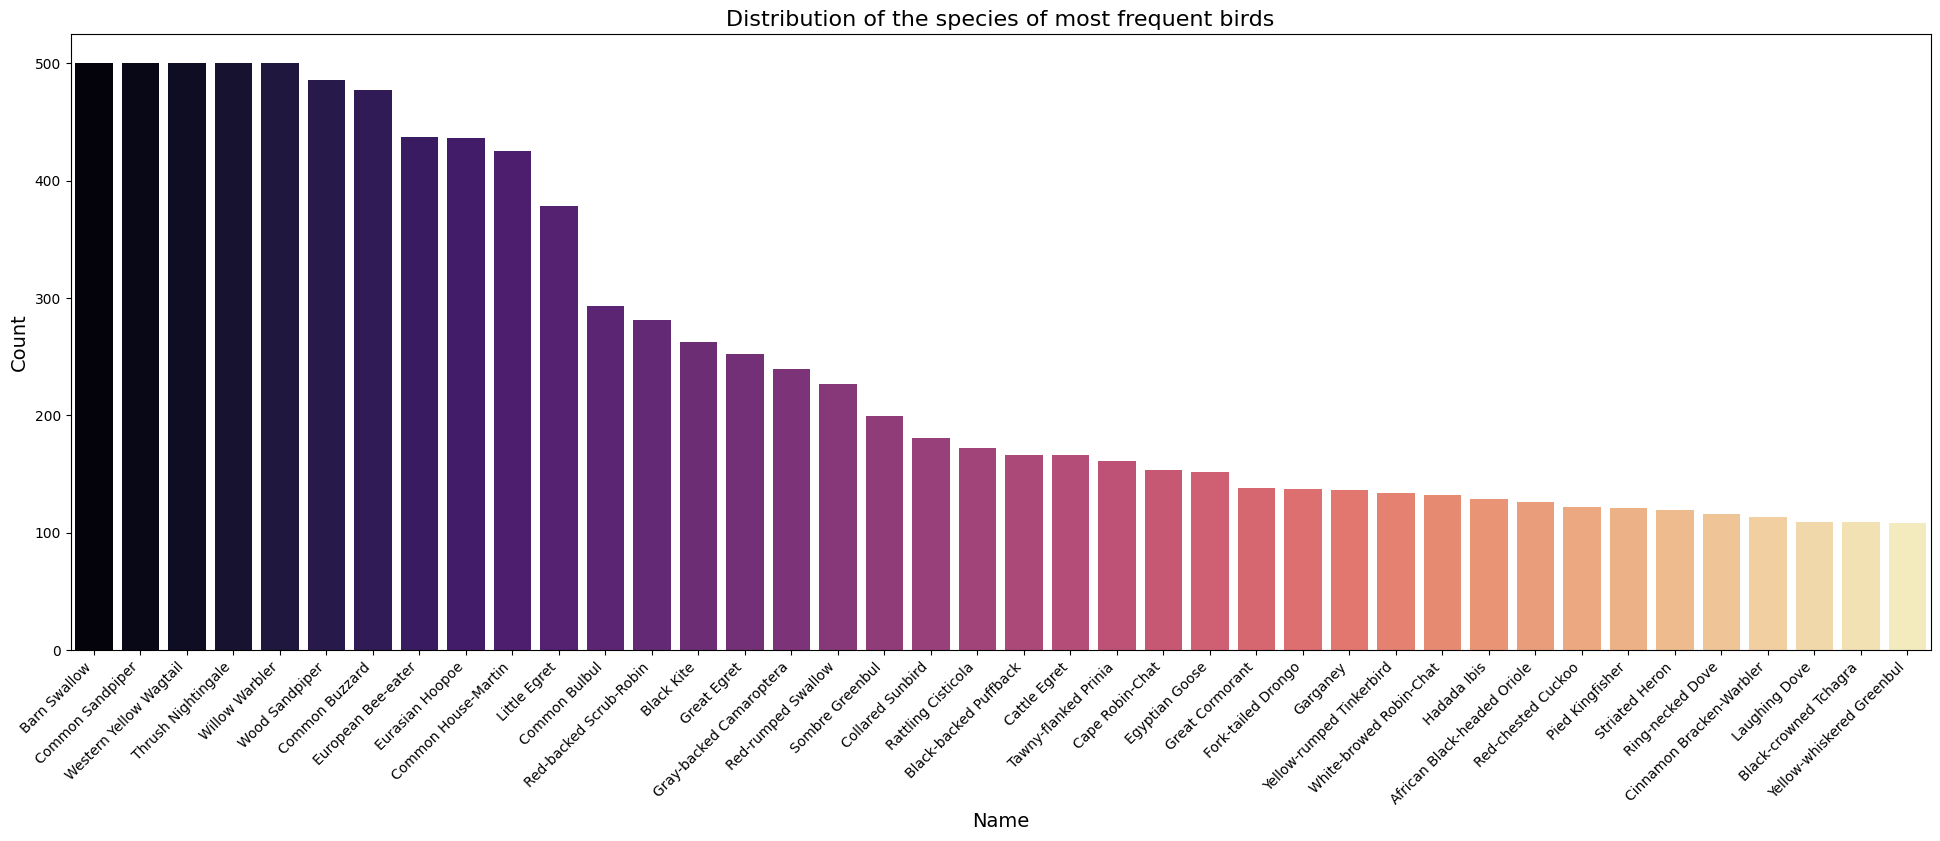 Distribution of the species of most frequent birds
Count
500
400
300
200
100
0
Barn Swallow
Common Sandpiper
Western Yellow Wagtail
Thrush Nightingale
Willow Warbler
Wood Sandpiper
Common Buzzard
European Bee-eater
Eurasian Hoopoe
Common House-Martin
Little Egret
Common Bulbul
Red-backed Scrub-Robin
Black Kite
Great Egret
Gray-backed Camaroptera
Red-rumped Swallow
Sombre Greenbul
Collared Sunbird
Rattling Cisticola
Black-backed Puffback
Cattle Egret
Tawny-flanked Prinia
Cape Robin-Chat
Egyptian Goose
Great Cormorant
Fork-tailed Drongo
Garganey
Yellow-rumped Tinkerbird
White-browed Robin-Chat
Hadada Ibis
African Black-headed Oriole
Red-chested Cuckoo
Pied Kingfisher
Striated Heron
Ring-necked Dove
Cinnamon Bracken-Warbler
Laughing Dove
Black-crowned Tchagra
Yellow-whiskered Greenbul
Name